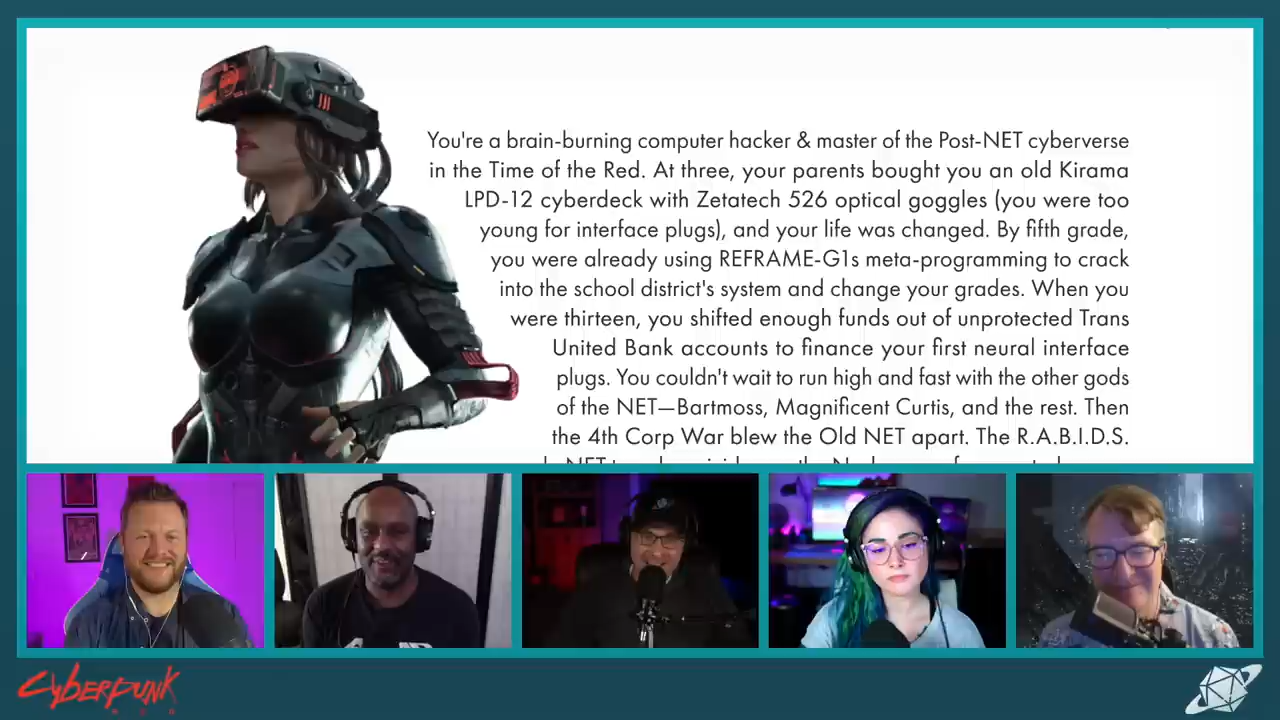 You're a brain-burning computer hacker & master of the Post-NET cyberverse
in the Time of the Red. At three, your parents bought you an old Kirama
LPD-12 cyberdeck with Zetatech 526 optical goggles (you were too
young for interface plugs), and your life was changed. By fifth grade,
you were already using REFRAME-G1s meta-programming to crack
into the school district's system and change your grades. When you
were thirteen, you shifted enough funds out of unprotected Trans
United Bank accounts to finance your first neural interface
plugs. You couldn't wait to run high and fast with the other gods
of the NET—Bartmoss, Magnificent Curtis, and the rest. Then
the 4th Corp War blew the Old NET apart. The R.A.B.I.D.S.
CYBERPUNK
RED